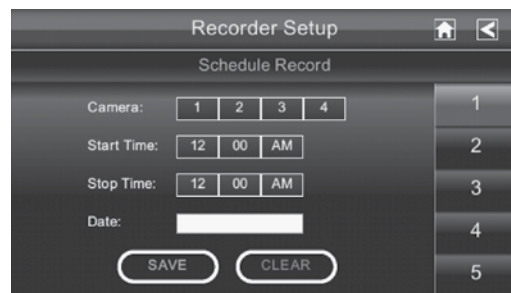 Recorder Setup
Schedule Record
Camera: 1 2 3 4
Start Time: 12 00 AM
Stop Time: 12 00 AM
Date:
SAVE CLEAR
1
2
3
4
5